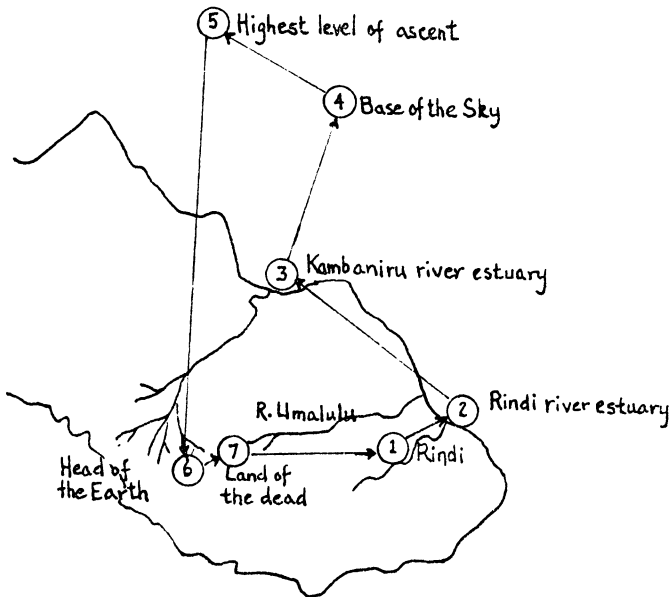 5 Highest level of ascent
4 Base of the Sky
3 Kambaniru river estuary
2 Rindi river estuary
R. Umalulu
1 Rindi
7
6
Head of
the Earth
Land of
the dead